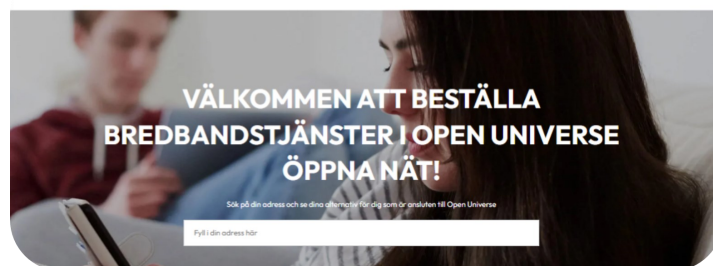 VÄLKOMMEN ATT BESTÄLLA
BREDBANDSTJÄNSTER I OPEN UNIVERSE
ÖPPNA NÄT!
Sök på din adress och se dina alternativ för dig som är ansluten till Open Universe
Fyll i din adress här